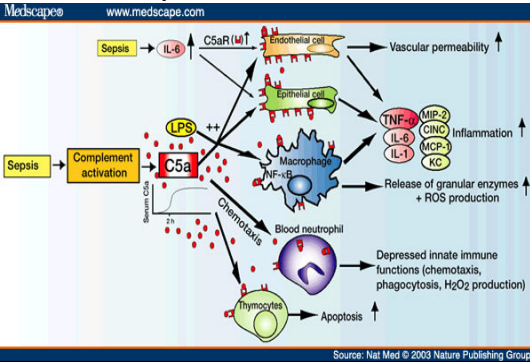 Medscape® www.medscape.com
Sepsis
IL-6
C5aR
Endothelial cell
Vascular permeability
Epithelial cell
LPS
++
TNF-α
IL-6
IL-1
MIP-2
CINC
MCP-1
KC
Inflammation
Sepsis
Complement
activation
C5a
Macrophage
NF-κB
Release of granular enzymes
+ ROS production
Serum C5a
2 h
Chemotaxis
Blood neutrophil
Depressed innate immune
functions (chemotaxis,
phagocytosis, H2O2 production)
Thymocytes
Apoptosis
Source: Nat Med © 2003 Nature Publishing Group